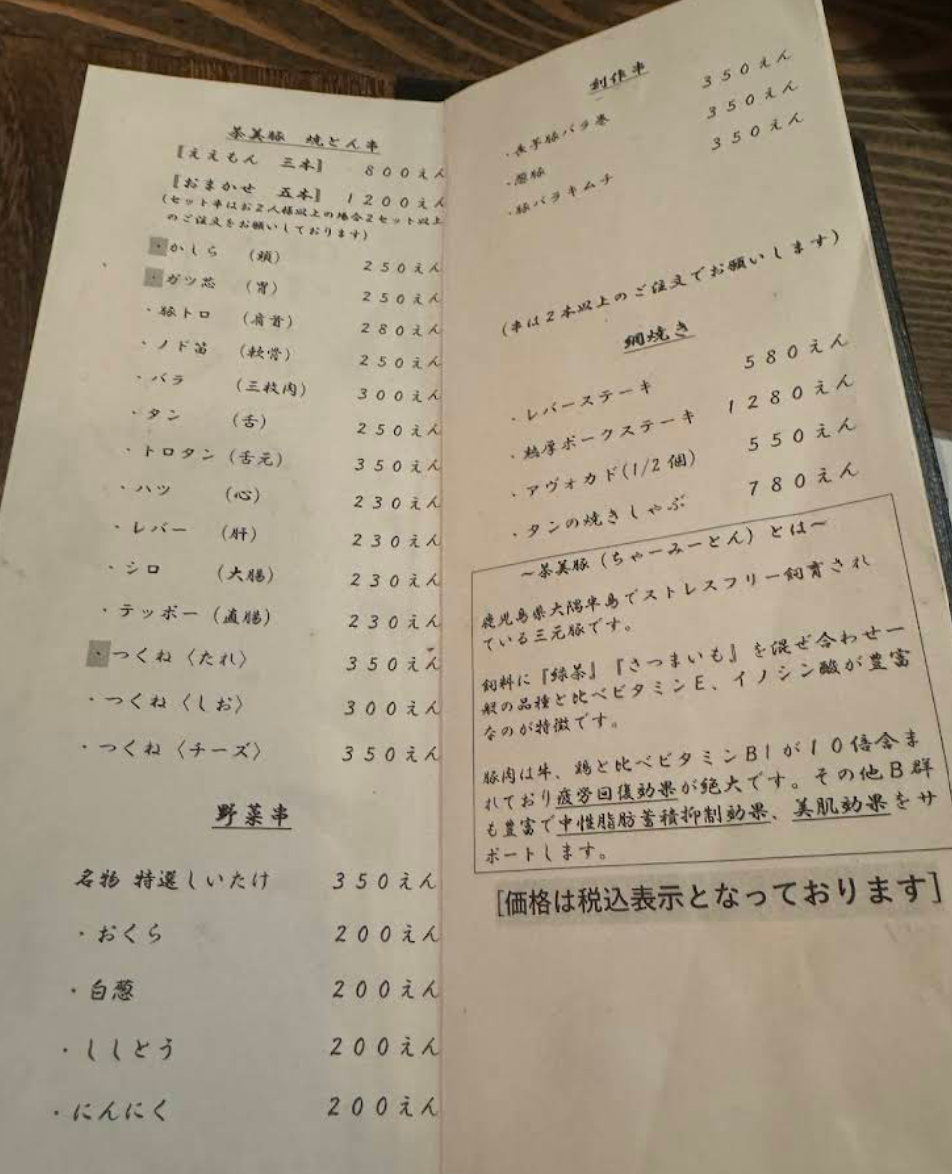 茶美豚 焼とん串
【ええもん 三本】 800えん
【おまかせ 五本】 1200えん
(セット串はお2人様以上の場合2セット以上
のご注文をお願いしております)
・かしら (頬) 250えん
・ガツ芯 (胃) 250えん
・豚トロ (肩首) 280えん
・ノド笛 (軟骨) 250えん
・バラ (三枚肉) 300えん
・タン (舌) 250えん
・トロタン (舌元) 350えん
・ハツ (心) 230えん
・レバー (肝) 230えん
・シロ (大腸) 230えん
・テッポー (直腸) 230えん
・つくね〈たれ〉 350えん
・つくね〈しお〉 300えん
・つくね〈チーズ〉 350えん
野菜串
名物 特選しいたけ 350えん
・おくら 200えん
・白葱 200えん
・ししとう 200えん
・にんにく 200えん
創作串
・長芋豚バラ巻 350えん
・葱豚 350えん
・豚バラキムチ 350えん
(串は2本以上のご注文でお願いします)
網焼き
・レバーステーキ 580えん
・熱厚ポークステーキ 1280えん
・アヴォカド(1/2個) 550えん
・タンの焼きしゃぶ 780えん
～茶美豚(ちゃーみーとん)とは～
鹿児島県大隅半島でストレスフリー飼育され
ている三元豚です。
飼料に『緑茶』『さつまいも』を混ぜ合わせ一
般の品種と比べビタミンE、イノシン酸が豊富
なのが特徴です。
豚肉は牛、鶏と比べビタミンB1が10倍含ま
れており疲労回復効果が絶大です。その他B群
も豊富で中性脂肪蓄積抑制効果、美肌効果をサ
ポートします。
[価格は税込表示となっております]